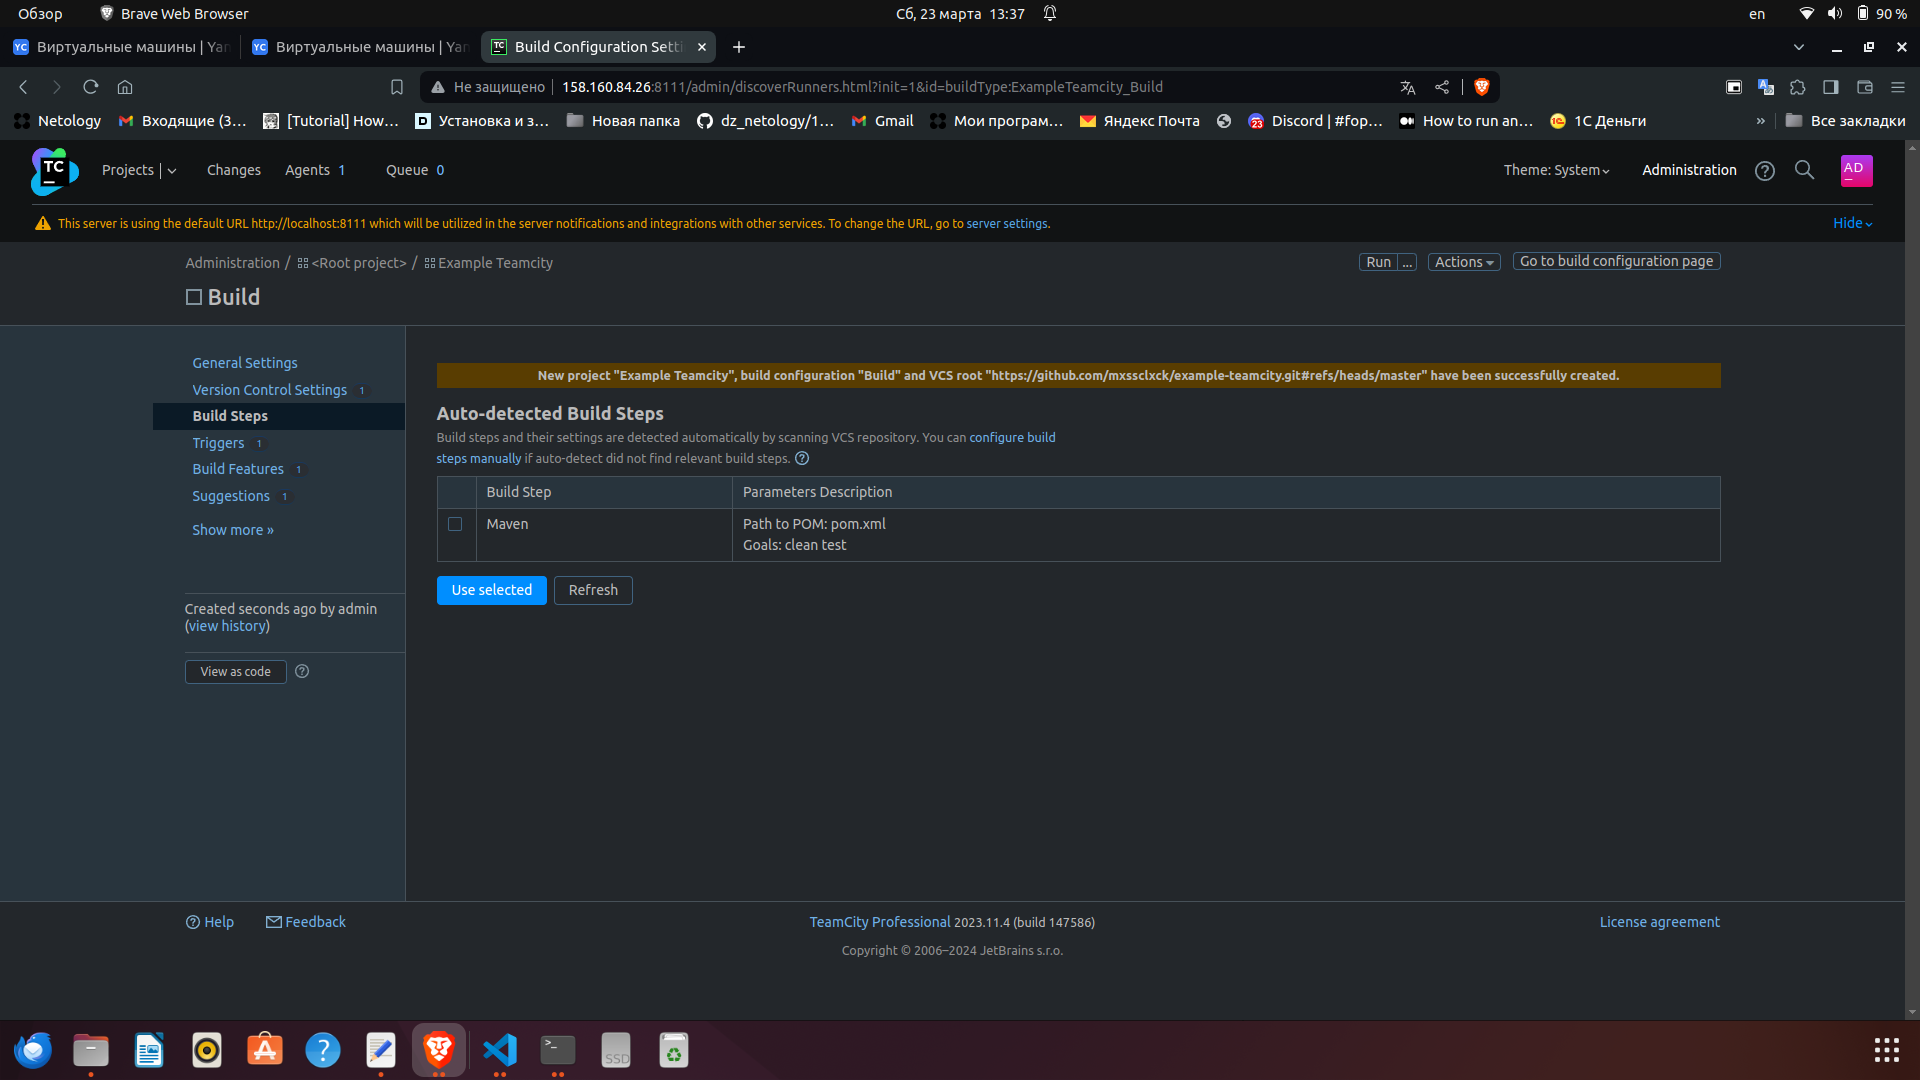 Обзор Brave Web Browser Сб, 23 марта 13:37 en 90 %
Виртуальные машины | Yan Виртуальные машины | Yan Build Configuration Setti
Не защищено 158.160.84.26:8111/admin/discoverRunners.html?init=1&id=buildType:ExampleTeamcity_Build
Netology Входящие (3… [Tutorial] How… Установка и з… Новая папка dz_netology/1… Gmail Мои програм… Яндекс Почта Discord | #fop… How to run an… 1С Деньги » Все закладки
TC Projects Changes Agents 1 Queue 0 Theme: System Administration AD
This server is using the default URL http://localhost:8111 which will be utilized in the server notifications and integrations with other services. To change the URL, go to server settings. Hide
Administration / <Root project> / Example Teamcity Run ... Actions Go to build configuration page
Build
General Settings
Version Control Settings 1
Build Steps
Triggers 1
Build Features 1
Suggestions 1
Show more »
Created seconds ago by admin
(view history)
View as code
New project "Example Teamcity", build configuration "Build" and VCS root "https://github.com/mxssclxck/example-teamcity.git#refs/heads/master" have been successfully created.
Auto-detected Build Steps
Build steps and their settings are detected automatically by scanning VCS repository. You can configure build
steps manually if auto-detect did not find relevant build steps.
Build Step Parameters Description
Maven Path to POM: pom.xml
Goals: clean test
Use selected Refresh
Help Feedback TeamCity Professional 2023.11.4 (build 147586) License agreement
Copyright © 2006–2024 JetBrains s.r.o.
SSD